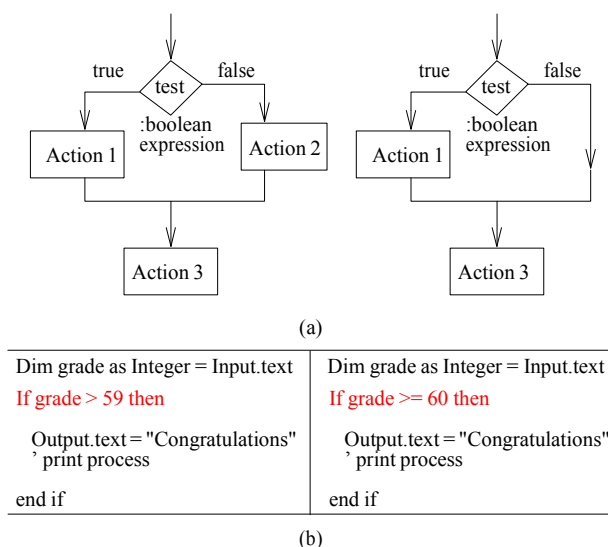 true test false
:boolean
expression
Action 1 Action 2
Action 3
true test false
:boolean
expression
Action 1
Action 3
(a)
Dim grade as Integer = Input.text
If grade > 59 then
Output.text = "Congratulations"
’ print process
end if
Dim grade as Integer = Input.text
If grade >= 60 then
Output.text = "Congratulations"
’ print process
end if
(b)